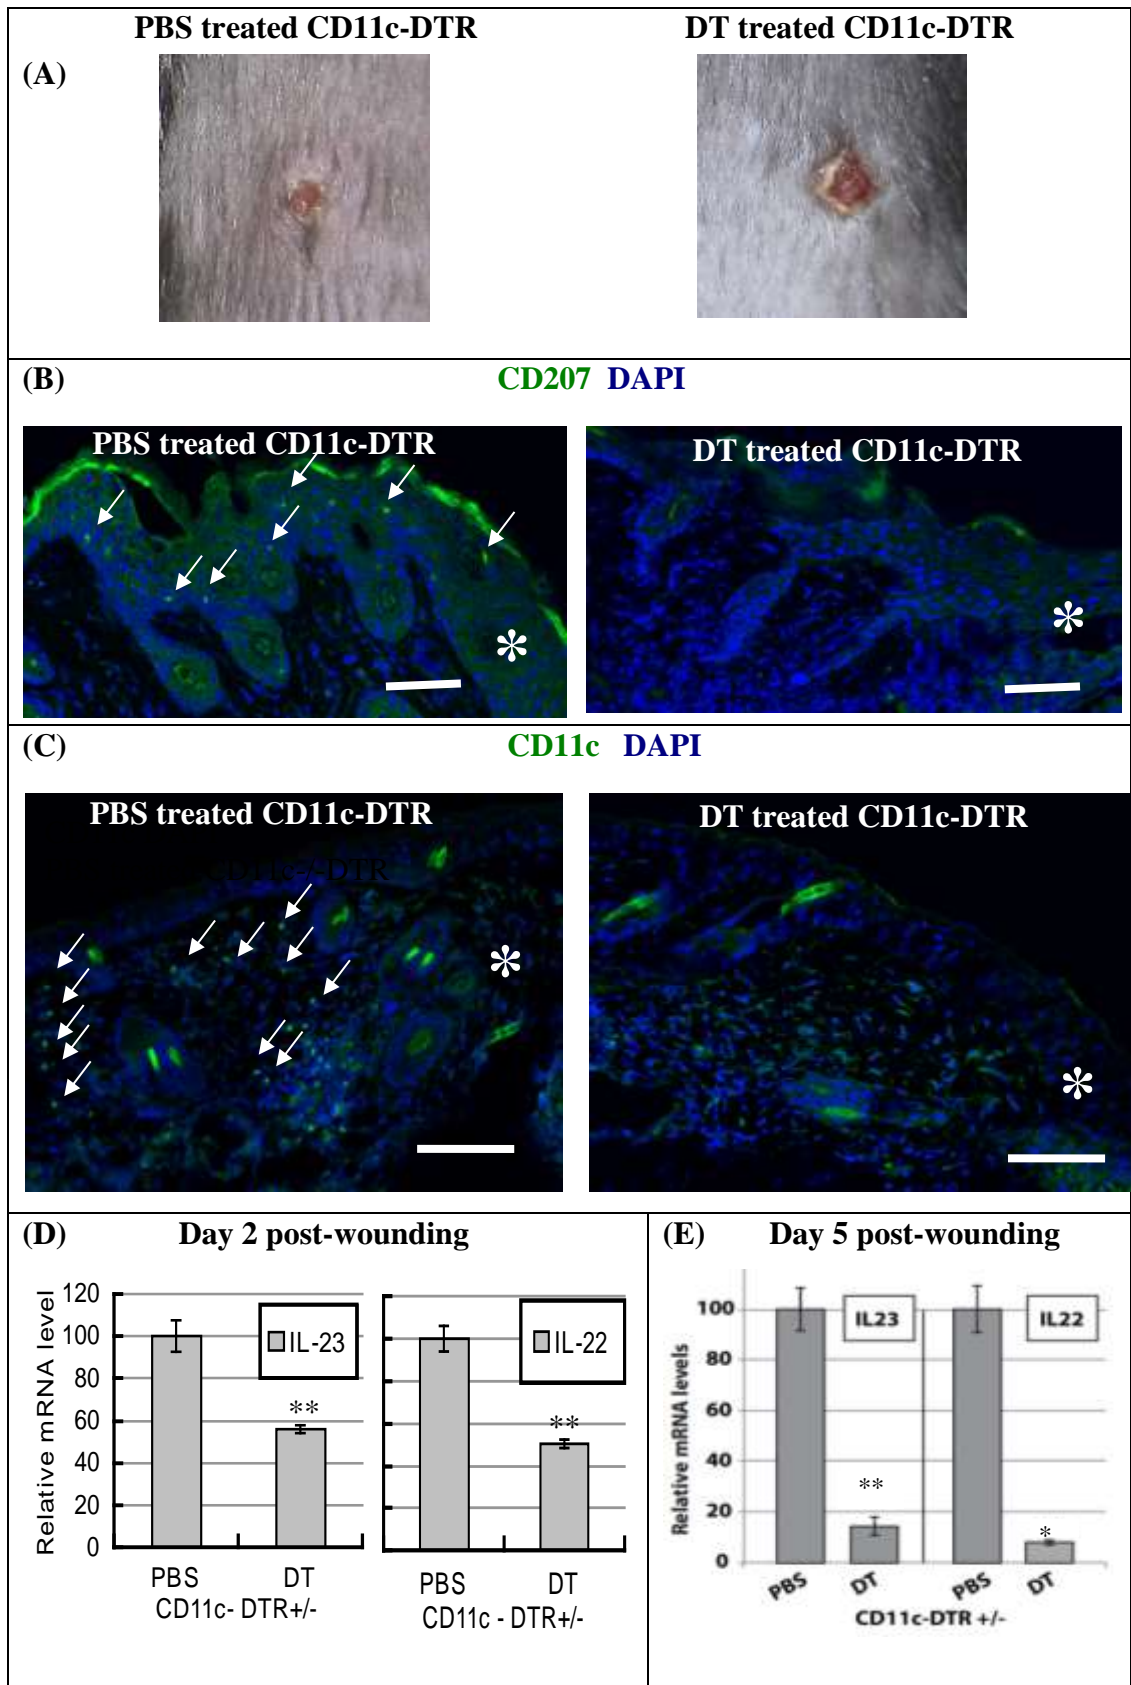 PBS treated CD11c-DTR
DT treated CD11c-DTR
(A)
(B)
CD207 DAPI
PBS treated CD11c-DTR
DT treated CD11c-DTR
*
*
(C)
CD11c DAPI
PBS treated CD11c-DTR
DT treated CD11c-DTR
CD11c-/-DTR
*
*
(D) Day 2 post-wounding
Relative mRNA level
120
100
80
60
40
20
0
IL-23
**
PBS DT
CD11c- DTR+/-
IL-22
**
PBS DT
CD11c - DTR+/-
(E) Day 5 post-wounding
Relative mRNA levels
100
80
60
40
20
0
IL23
**
IL22
*
PBS DT PBS DT
CD11c-DTR +/-